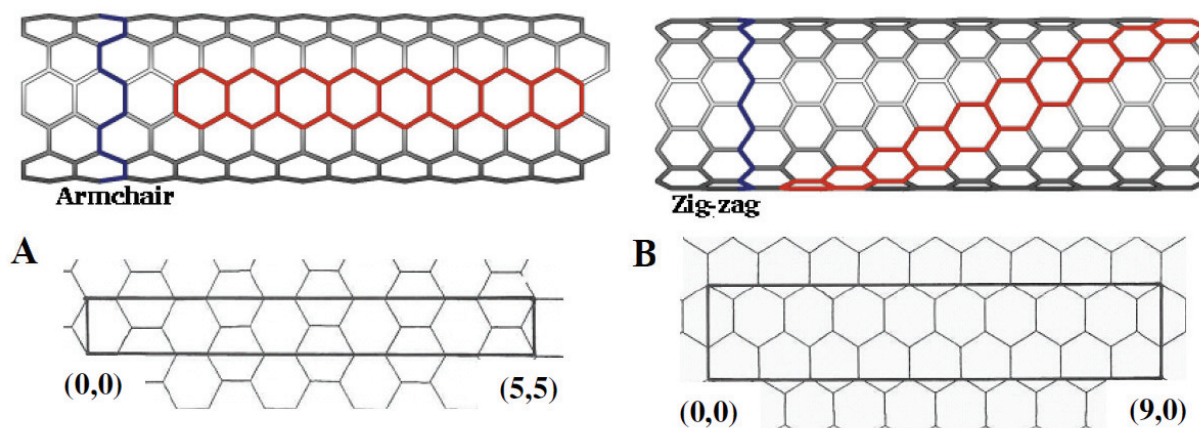 Armchair
Zig-zag
A
B
(0,0)
(5,5)
(0,0)
(9,0)